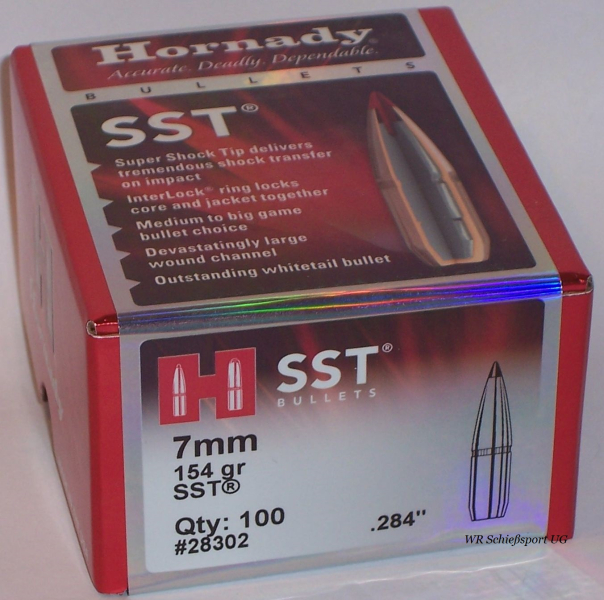 Hornady®
Accurate. Deadly. Dependable.
BULLETS
SST®
Super Shock Tip delivers
tremendous shock transfer
on impact
InterLock® ring locks
core and jacket together
Medium to big game
bullet choice
Devastatingly large
wound channel
Outstanding whitetail bullet
H
SST®
BULLETS
7mm
154 gr
SST®
Qty: 100
.284"
#28302
WR Schießsport UG